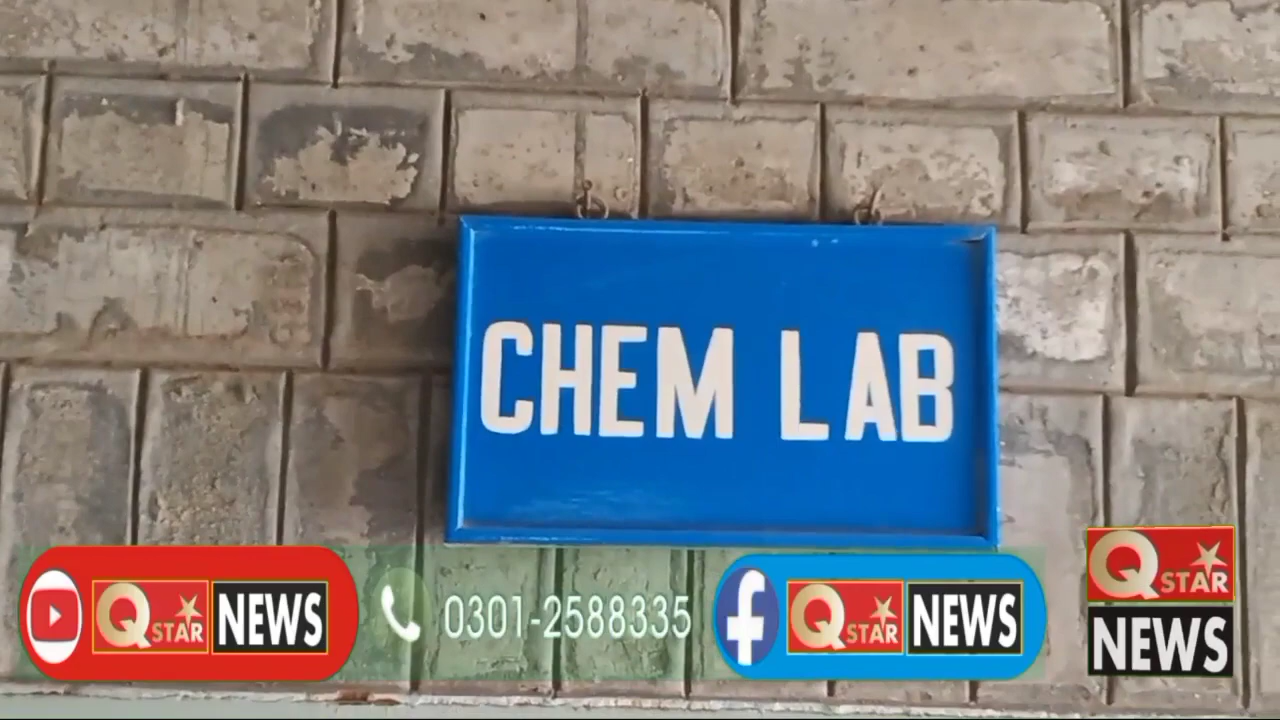 CHEM LAB
Q STAR NEWS
0301-2588335
Q STAR NEWS
Q STAR
NEWS